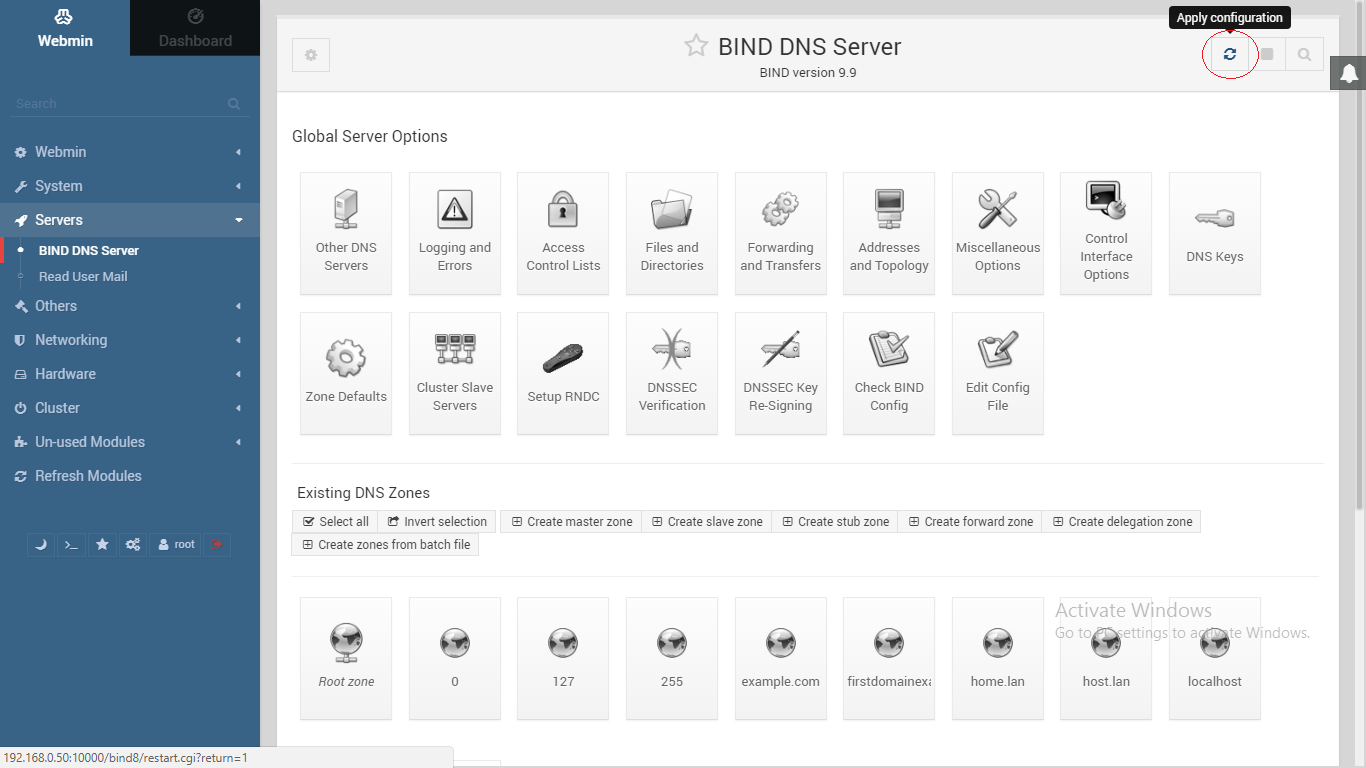 Webmin
Dashboard
Apply configuration
BIND DNS Server
BIND version 9.9
Search
Webmin
System
Servers
BIND DNS Server
Read User Mail
Others
Networking
Hardware
Cluster
Un-used Modules
Refresh Modules
root
Global Server Options
Other DNS
Servers
Logging and
Errors
Access
Control Lists
Files and
Directories
Forwarding
and Transfers
Addresses
and Topology
Miscellaneous
Options
Control
Interface
Options
DNS Keys
Zone Defaults
Cluster Slave
Servers
Setup RNDC
DNSSEC
Verification
DNSSEC Key
Re-Signing
Check BIND
Config
Edit Config
File
Existing DNS Zones
Select all
Invert selection
Create master zone
Create slave zone
Create stub zone
Create forward zone
Create delegation zone
Create zones from batch file
Root zone
0
127
255
example.com
firstdomainexa
home.lan
host.lan
localhost
Activate Windows
Go to PC settings to activate Windows.
192.168.0.50:10000/bind8/restart.cgi?return=1